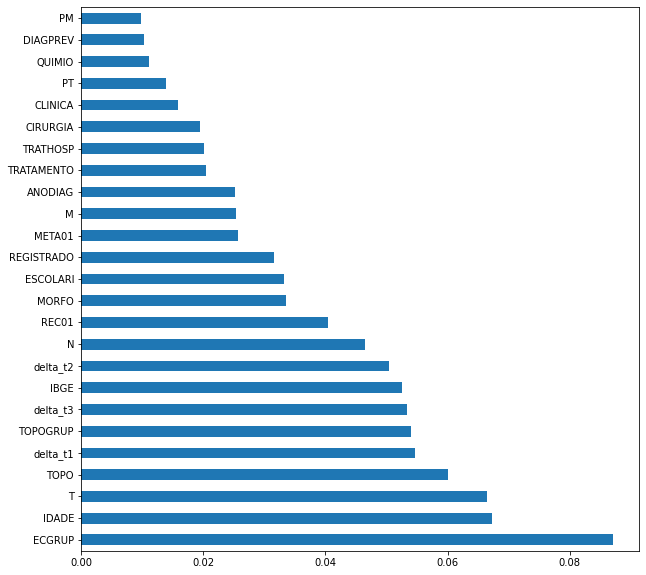 PM
DIAGPREV
QUIMIO
PT
CLINICA
CIRURGIA
TRATHOSP
TRATAMENTO
ANODIAG
M
META01
REGISTRADO
ESCOLARI
MORFO
REC01
N
delta_t2
IBGE
delta_t3
TOPOGRUP
delta_t1
TOPO
T
IDADE
ECGRUP
0.00 0.02 0.04 0.06 0.08